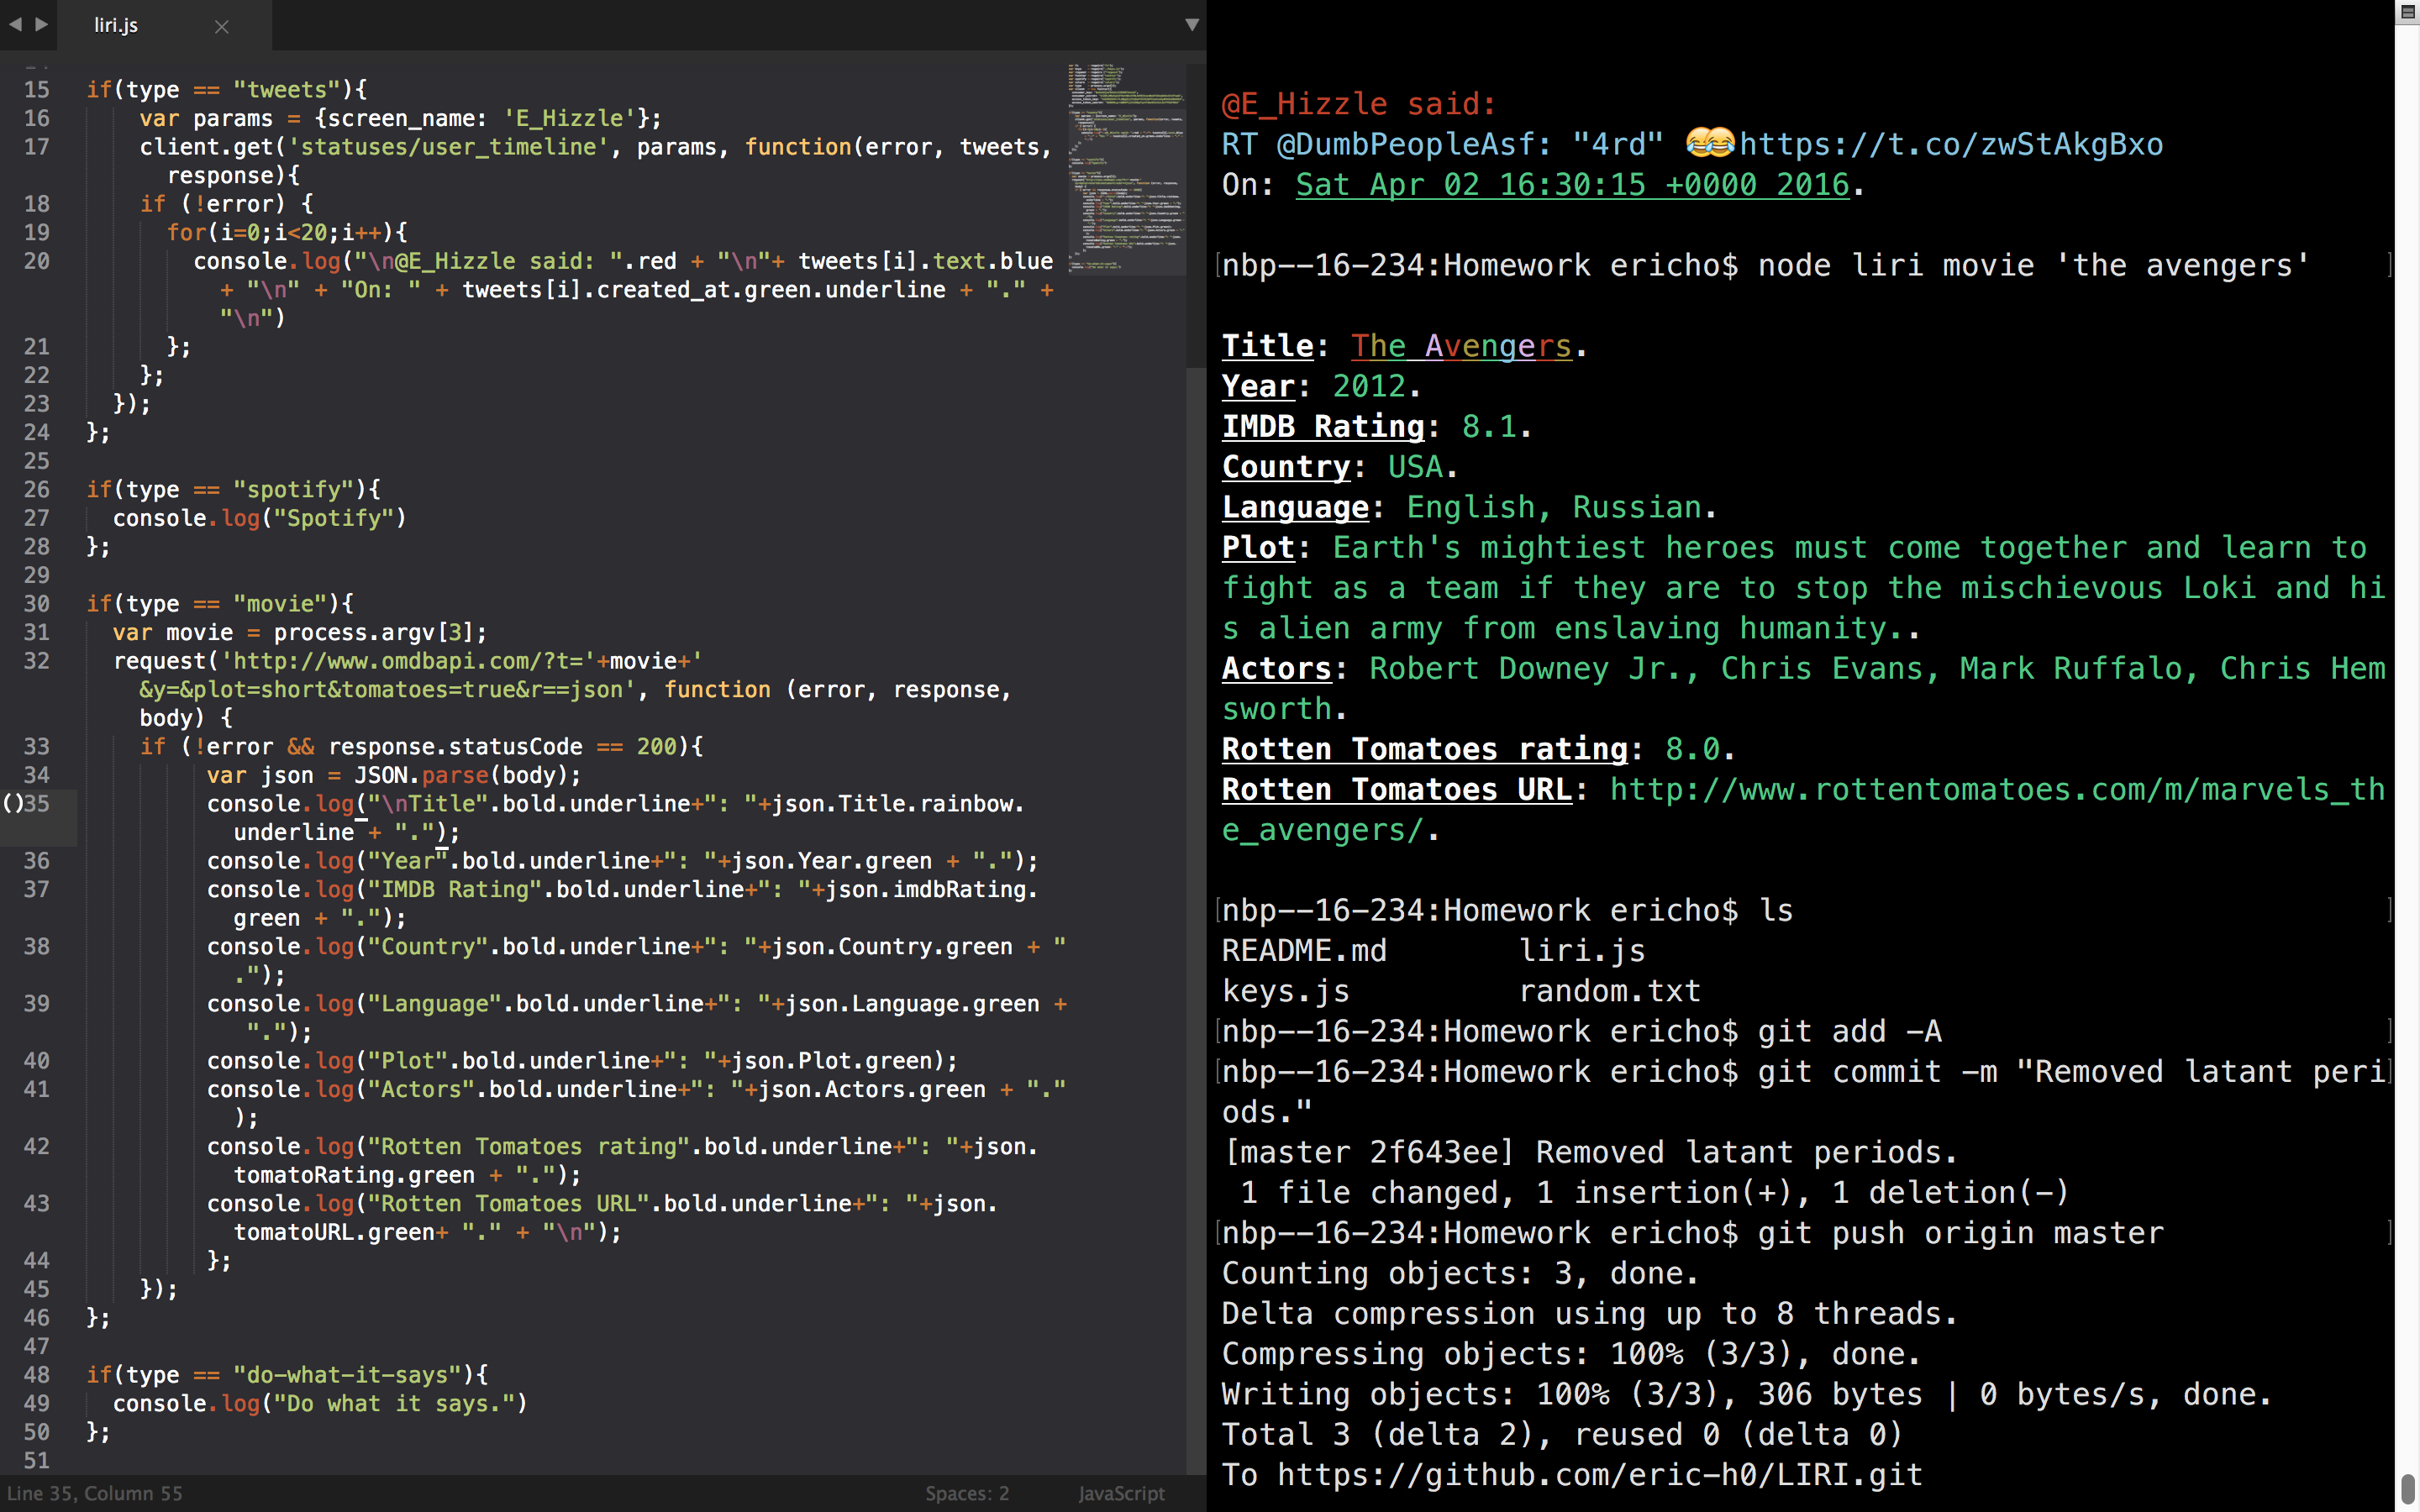 liri.js
15 if(type == "tweets"){
16 var params = {screen_name: 'E_Hizzle'};
17 client.get('statuses/user_timeline', params, function(error, tweets,
response){
18 if (!error) {
19 for(i=0;i<20;i++){
20 console.log("\n@E_Hizzle said: ".red + "\n"+ tweets[i].text.blue
+ "\n" + "On: " + tweets[i].created_at.green.underline + "." +
"\n")
21 };
22 };
23 });
24 };
25
26 if(type == "spotify"){
27 console.log("Spotify")
28 };
29
30 if(type == "movie"){
31 var movie = process.argv[3];
32 request('http://www.omdbapi.com/?t='+movie+'
&y=&plot=short&tomatoes=true&r==json', function (error, response,
body) {
33 if (!error && response.statusCode == 200){
34 var json = JSON.parse(body);
()35 console.log("\nTitle".bold.underline+": "+json.Title.rainbow.
underline + ".");
36 console.log("Year".bold.underline+": "+json.Year.green + ".");
37 console.log("IMDB Rating".bold.underline+": "+json.imdbRating.
green + ".");
38 console.log("Country".bold.underline+": "+json.Country.green + "
.");
39 console.log("Language".bold.underline+": "+json.Language.green +
".");
40 console.log("Plot".bold.underline+": "+json.Plot.green);
41 console.log("Actors".bold.underline+": "+json.Actors.green + "."
);
42 console.log("Rotten Tomatoes rating".bold.underline+": "+json.
tomatoRating.green + ".");
43 console.log("Rotten Tomatoes URL".bold.underline+": "+json.
tomatoURL.green+ "." + "\n");
44 };
45 });
46 };
47
48 if(type == "do-what-it-says"){
49 console.log("Do what it says.")
50 };
51
Line 35, Column 55 Spaces: 2 JavaScript
@E_Hizzle said:
RT @DumbPeopleAsf: "4rd" 😂😂https://t.co/zwStAkgBxo
On: Sat Apr 02 16:30:15 +0000 2016.
[nbp--16-234:Homework ericho$ node liri movie 'the avengers' ]
Title: The Avengers.
Year: 2012.
IMDB Rating: 8.1.
Country: USA.
Language: English, Russian.
Plot: Earth's mightiest heroes must come together and learn to
fight as a team if they are to stop the mischievous Loki and hi
s alien army from enslaving humanity..
Actors: Robert Downey Jr., Chris Evans, Mark Ruffalo, Chris Hem
sworth.
Rotten Tomatoes rating: 8.0.
Rotten Tomatoes URL: http://www.rottentomatoes.com/m/marvels_th
e_avengers/.
[nbp--16-234:Homework ericho$ ls ]
README.md liri.js
keys.js random.txt
[nbp--16-234:Homework ericho$ git add -A ]
[nbp--16-234:Homework ericho$ git commit -m "Removed latant peri]
ods."
[master 2f643ee] Removed latant periods.
1 file changed, 1 insertion(+), 1 deletion(-)
[nbp--16-234:Homework ericho$ git push origin master ]
Counting objects: 3, done.
Delta compression using up to 8 threads.
Compressing objects: 100% (3/3), done.
Writing objects: 100% (3/3), 306 bytes | 0 bytes/s, done.
Total 3 (delta 2), reused 0 (delta 0)
To https://github.com/eric-h0/LIRI.git